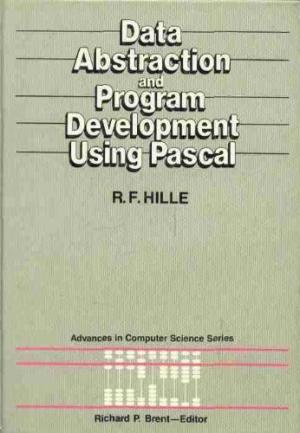 Data
Abstraction
and
Program
Development
Using Pascal
R. F. HILLE
Advances in Computer Science Series
Richard P. Brent—Editor